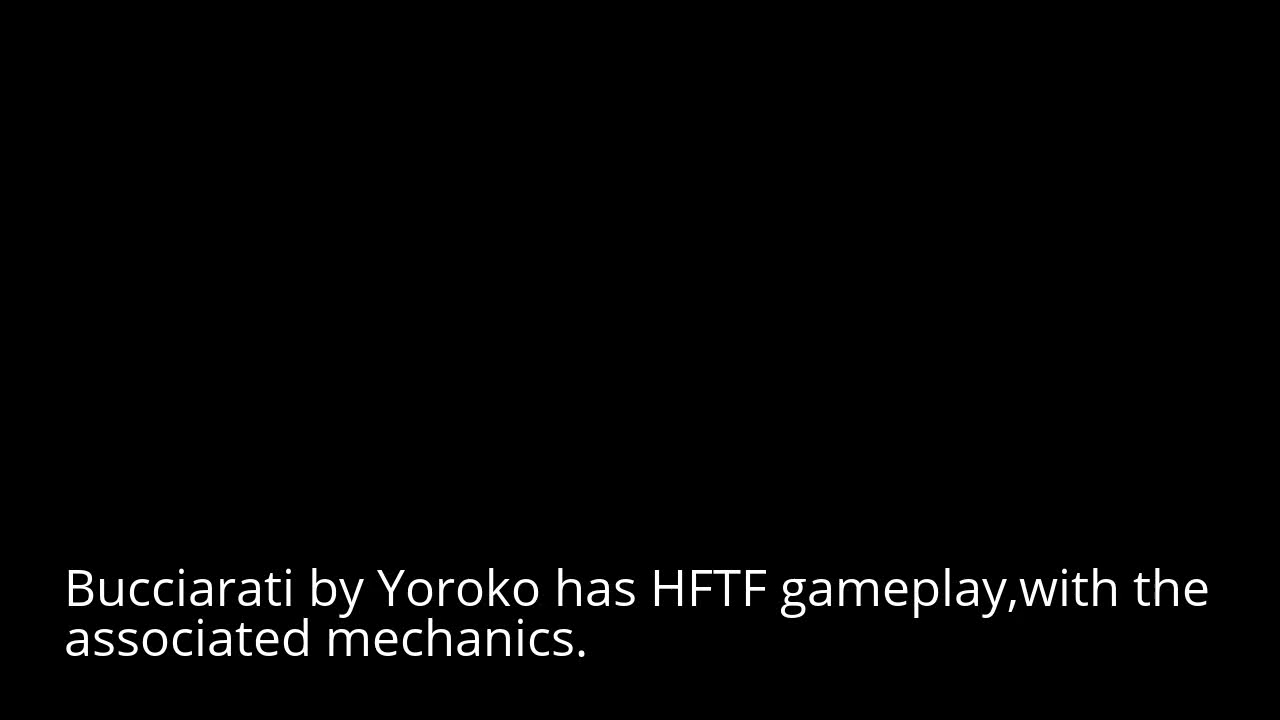 Bucciarati by Yoroko has HFTF gameplay,with the
associated mechanics.